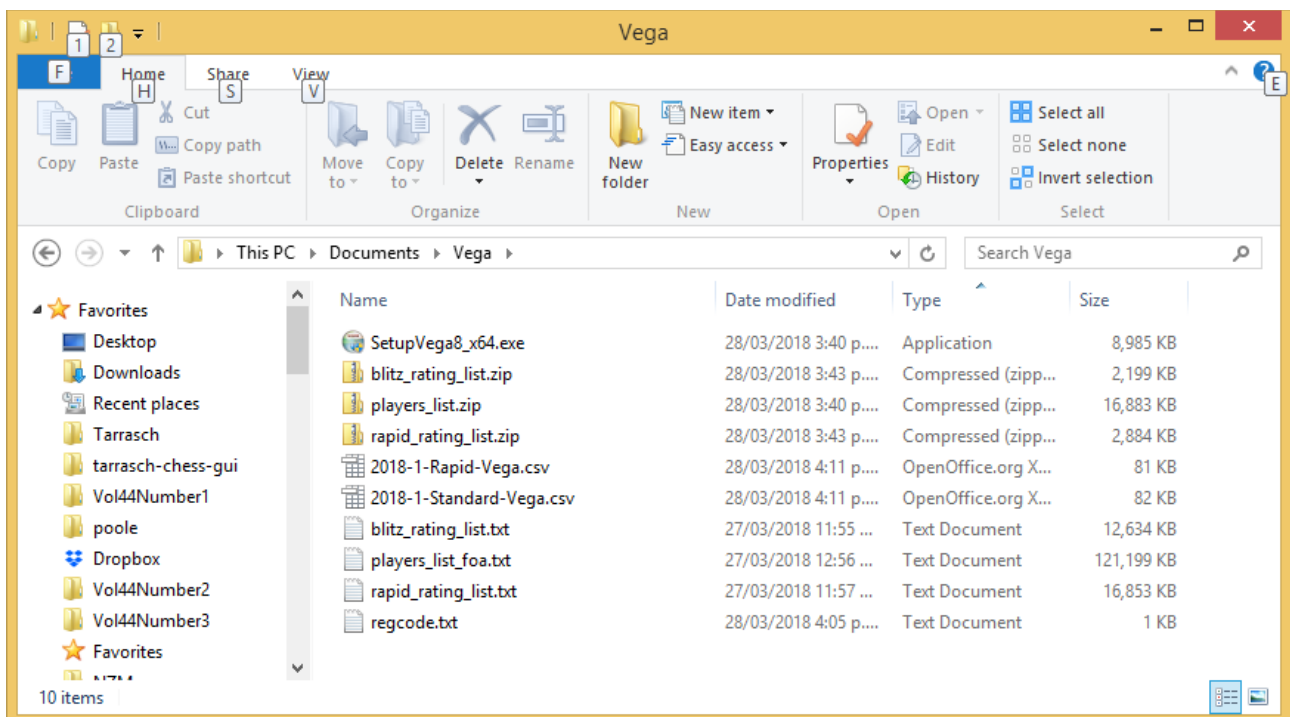 Vega
1 2
F Home Share View E
H S V
Copy Paste Cut
Copy path
Paste shortcut
Move to Copy to Delete Rename
New folder New item
Easy access
Properties Open
Edit
History
Select all
Select none
Invert selection
Clipboard Organize New Open Select
This PC Documents Vega Search Vega
Name Date modified Type Size
Favorites
Desktop
Downloads
Recent places
Tarrasch
tarrasch-chess-gui
Vol44Number1
poole
Dropbox
Vol44Number2
Vol44Number3
Favorites
SetupVega8_x64.exe 28/03/2018 3:40 p.... Application 8,985 KB
blitz_rating_list.zip 28/03/2018 3:43 p.... Compressed (zipp... 2,199 KB
players_list.zip 28/03/2018 3:40 p.... Compressed (zipp... 16,883 KB
rapid_rating_list.zip 28/03/2018 3:43 p.... Compressed (zipp... 2,884 KB
2018-1-Rapid-Vega.csv 28/03/2018 4:11 p.... OpenOffice.org X... 81 KB
2018-1-Standard-Vega.csv 28/03/2018 4:11 p.... OpenOffice.org X... 82 KB
blitz_rating_list.txt 27/03/2018 11:55 ... Text Document 12,634 KB
players_list_foa.txt 27/03/2018 12:56 ... Text Document 121,199 KB
rapid_rating_list.txt 27/03/2018 11:57 ... Text Document 16,853 KB
regcode.txt 28/03/2018 4:05 p.... Text Document 1 KB
10 items